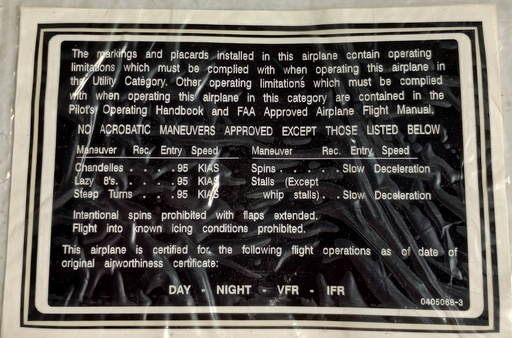 The markings and placards installed in this airplane contain operating
limitations which must be complied with when operating this airplane in
the Utility Category. Other operating limitations which must be complied
with when operating this airplane in this category are contained in the
Pilot's Operating Handbook and FAA Approved Airplane Flight Manual.
NO ACROBATIC MANEUVERS APPROVED EXCEPT THOSE LISTED BELOW
Maneuver Rec. Entry Speed Maneuver Rec. Entry Speed
Chandelles . . . . 95 KIAS Spins . . . . Slow Deceleration
Lazy 8's. . . . . 95 KIAS Stalls (Except
Steep Turns . . . 95 KIAS whip stalls) . . Slow Deceleration
Intentional spins prohibited with flaps extended.
Flight into known icing conditions prohibited.
This airplane is certified for the following flight operations as of date of
original airworthiness certificate:
DAY - NIGHT - VFR - IFR
0405068-3